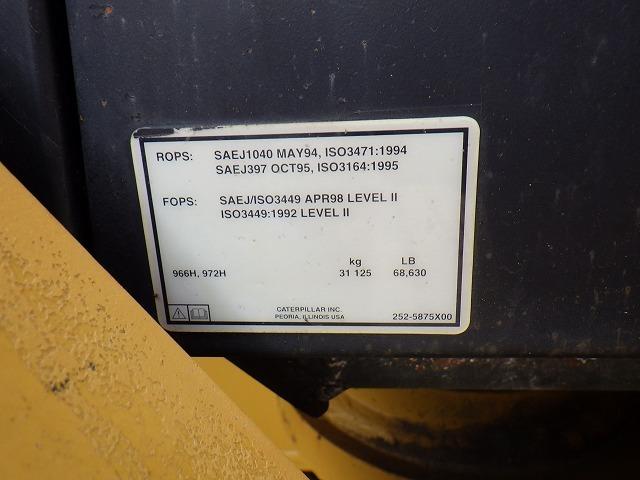 ROPS: SAEJ1040 MAY94, ISO3471:1994
SAEJ397 OCT95, ISO3164:1995
FOPS: SAEJ/ISO3449 APR98 LEVEL II
ISO3449:1992 LEVEL II
kg LB
966H, 972H 31 125 68,630
CATERPILLAR INC.
PEORIA, ILLINOIS USA 252-5875X00